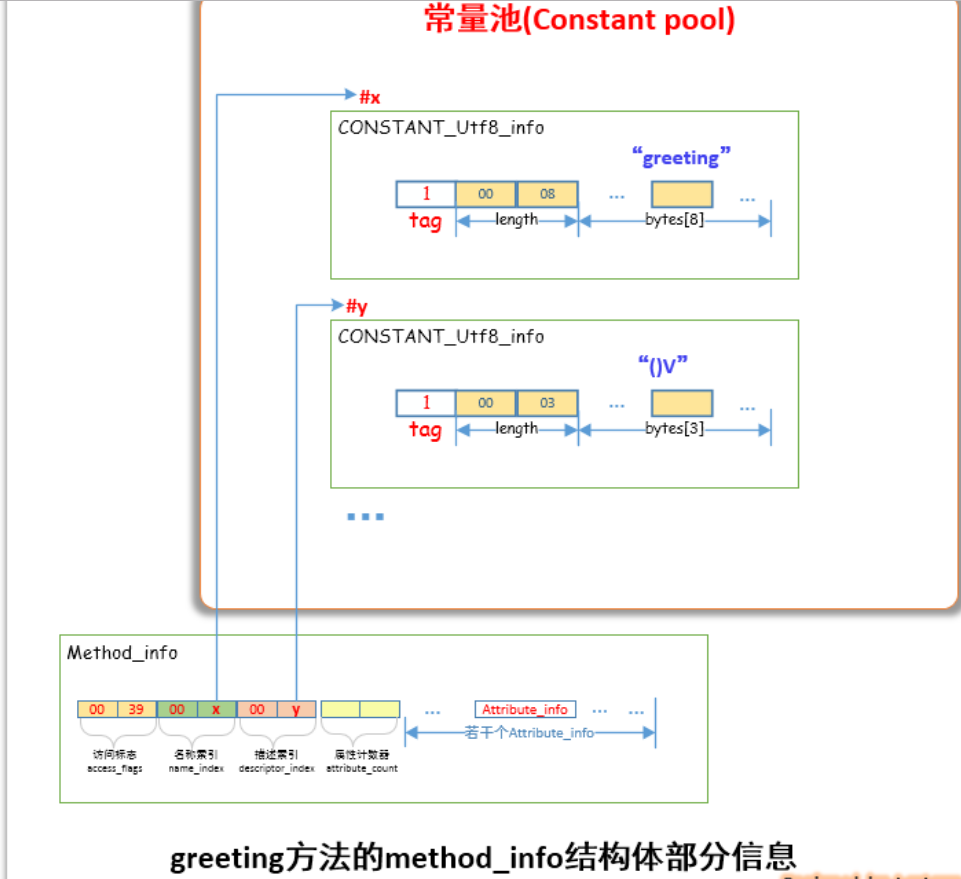 常量池(Constant pool)
#x
CONSTANT_Utf8_info
“greeting”
1 00 08 ... ...
tag length bytes[8]
#y
CONSTANT_Utf8_info
“()V”
1 00 03 ... ...
tag length bytes[3]
...
Method_info
00 39 00 x 00 y ... Attribute_info ... ...
若干个Attribute_info
访问标志 名称索引 描述索引 属性计数器
access_flags name_index descriptor_index attribute_count
greeting方法的method_info结构体部分信息